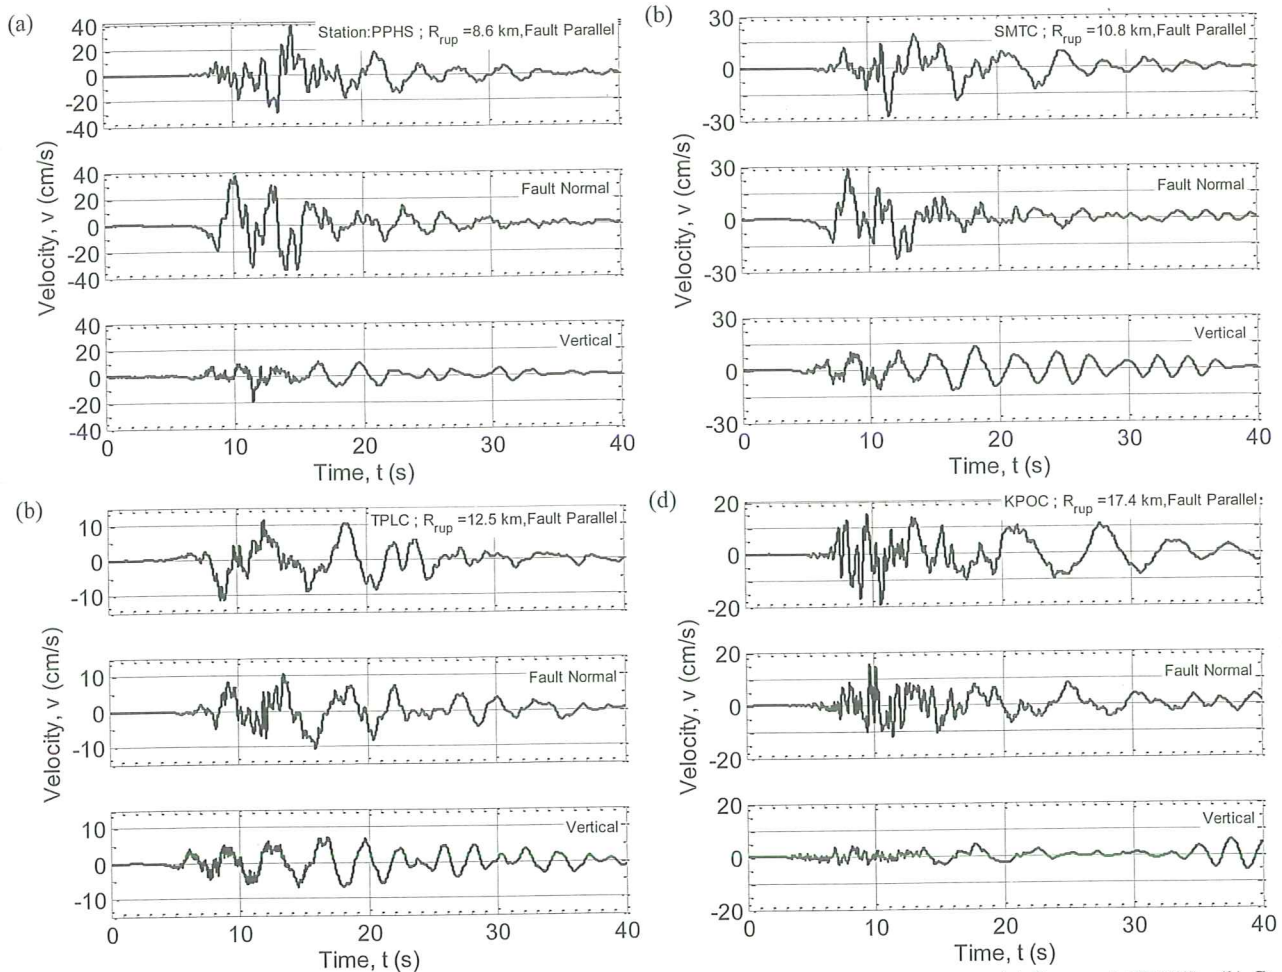 (a)
Station:PPHS ; Rrup =8.6 km,Fault Parallel
40
20
0
-20
-40
Fault Normal
40
20
0
-20
-40
Vertical
40
20
0
-20
-40
0 10 20 30 40
Velocity, v (cm/s)
Time, t (s)
(b)
SMTC ; Rrup =10.8 km,Fault Parallel
30
0
-30
Fault Normal
30
0
-30
Vertical
30
0
-30
0 10 20 30 40
Velocity, v (cm/s)
Time, t (s)
(b)
TPLC ; Rrup =12.5 km,Fault Parallel
10
0
-10
Fault Normal
10
0
-10
Vertical
10
0
-10
0 10 20 30 40
Velocity, v (cm/s)
Time, t (s)
(d)
KPOC ; Rrup =17.4 km,Fault Parallel
20
0
-20
Fault Normal
20
0
-20
Vertical
20
0
-20
0 10 20 30 40
Velocity, v (cm/s)
Time, t (s)